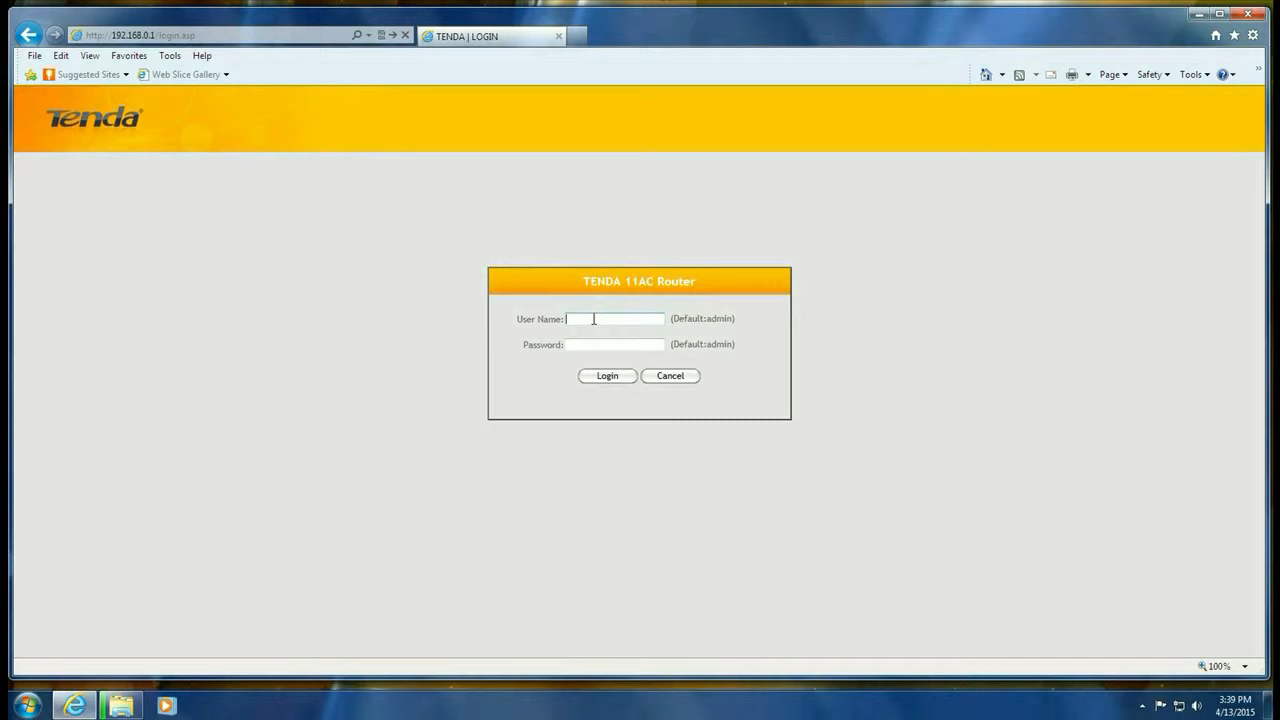 http://192.168.0.1/login.asp
TENDA | LOGIN
File Edit View Favorites Tools Help
Suggested Sites Web Slice Gallery
Page Safety Tools
Tenda
TENDA 11AC Router
User Name: (Default:admin)
Password: (Default:admin)
Login Cancel
100%
3:39 PM
4/13/2015